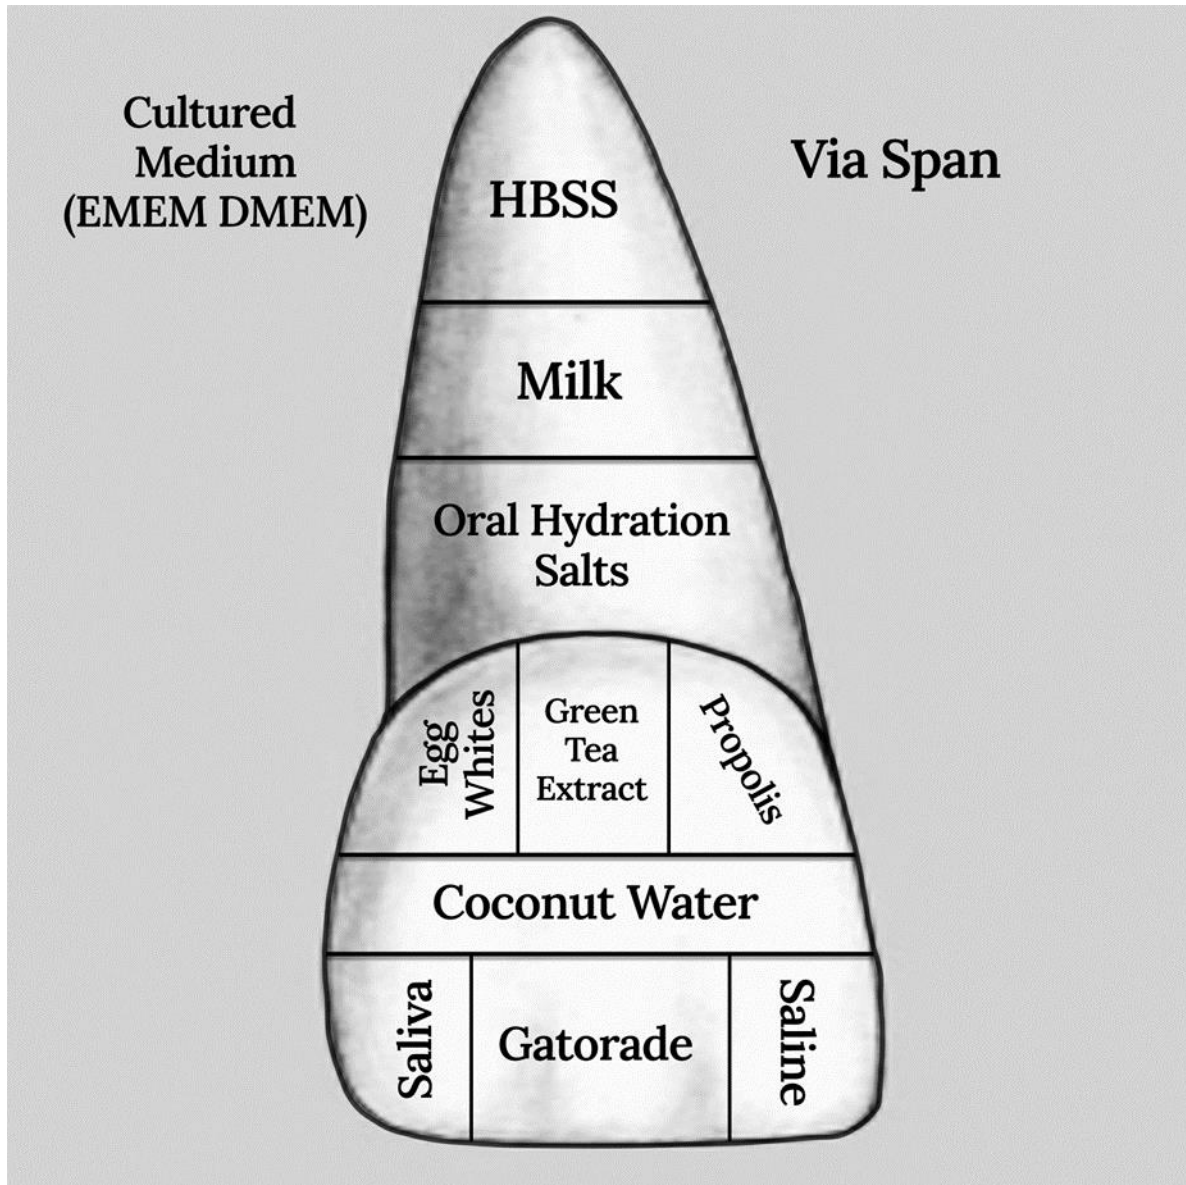 Cultured
Medium
(EMEM DMEM)
Via Span
HBSS
Milk
Oral Hydration
Salts
Egg
Whites
Green
Tea
Extract
Propolis
Coconut Water
Saliva
Gatorade
Saline